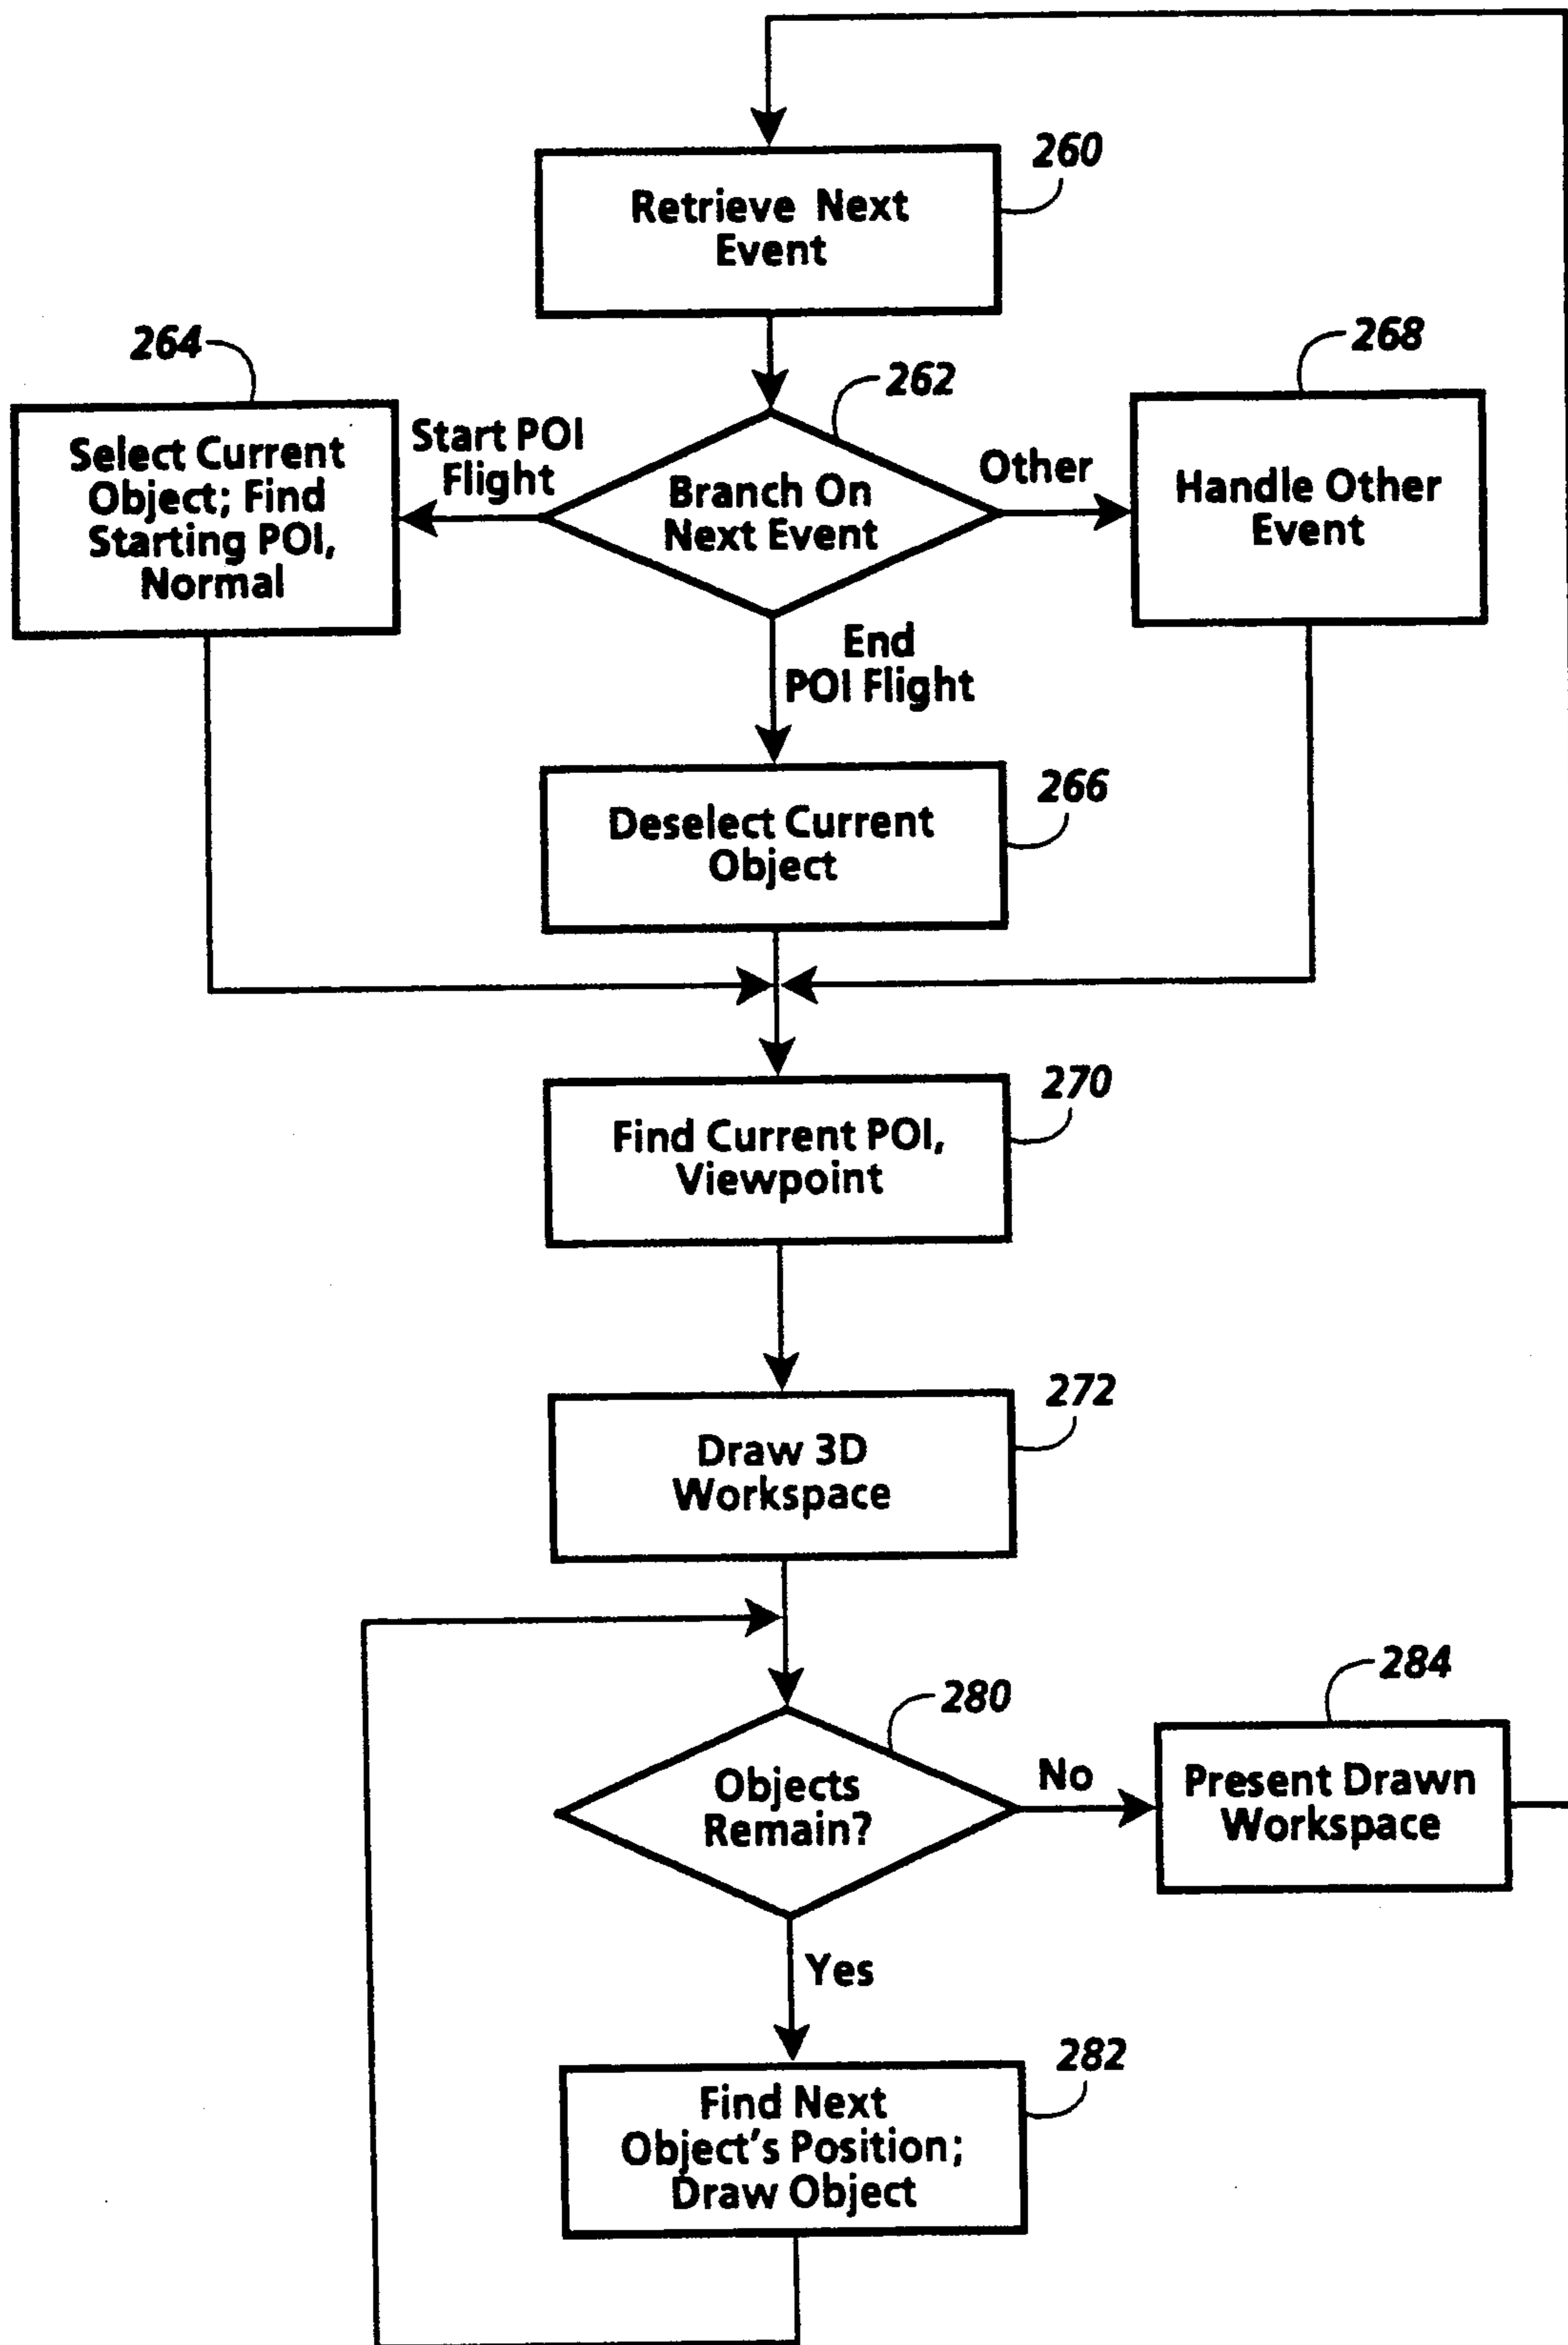 260
Retrieve Next
Event
264
262
268
Start POI
Flight
Select Current
Object; Find
Starting POI,
Normal
Branch On
Next Event
Other
Handle Other
Event
End
POI Flight
266
Deselect Current
Object
270
Find Current POI,
Viewpoint
272
Draw 3D
Workspace
280
Objects
Remain?
No
284
Present Drawn
Workspace
Yes
282
Find Next
Object's Position;
Draw Object